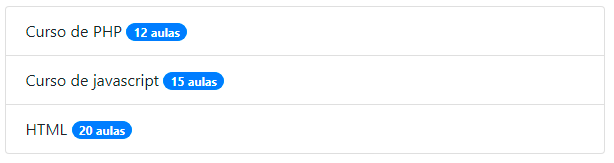 Curso de PHP 12 aulas
Curso de javascript 15 aulas
HTML 20 aulas